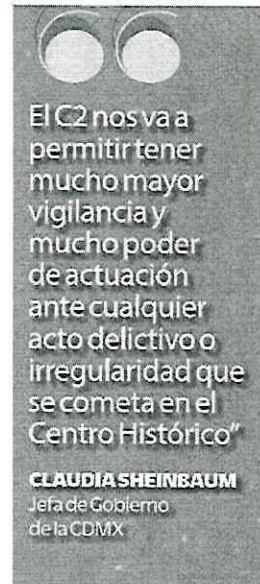 El C2 nos va a
permitir tener
mucho mayor
vigilancia y
mucho poder
de actuación
ante cualquier
acto delictivo o
irregularidad que
se cometa en el
Centro Histórico"
CLAUDIA SHEINBAUM
Jefa de Gobierno
de la CDMX